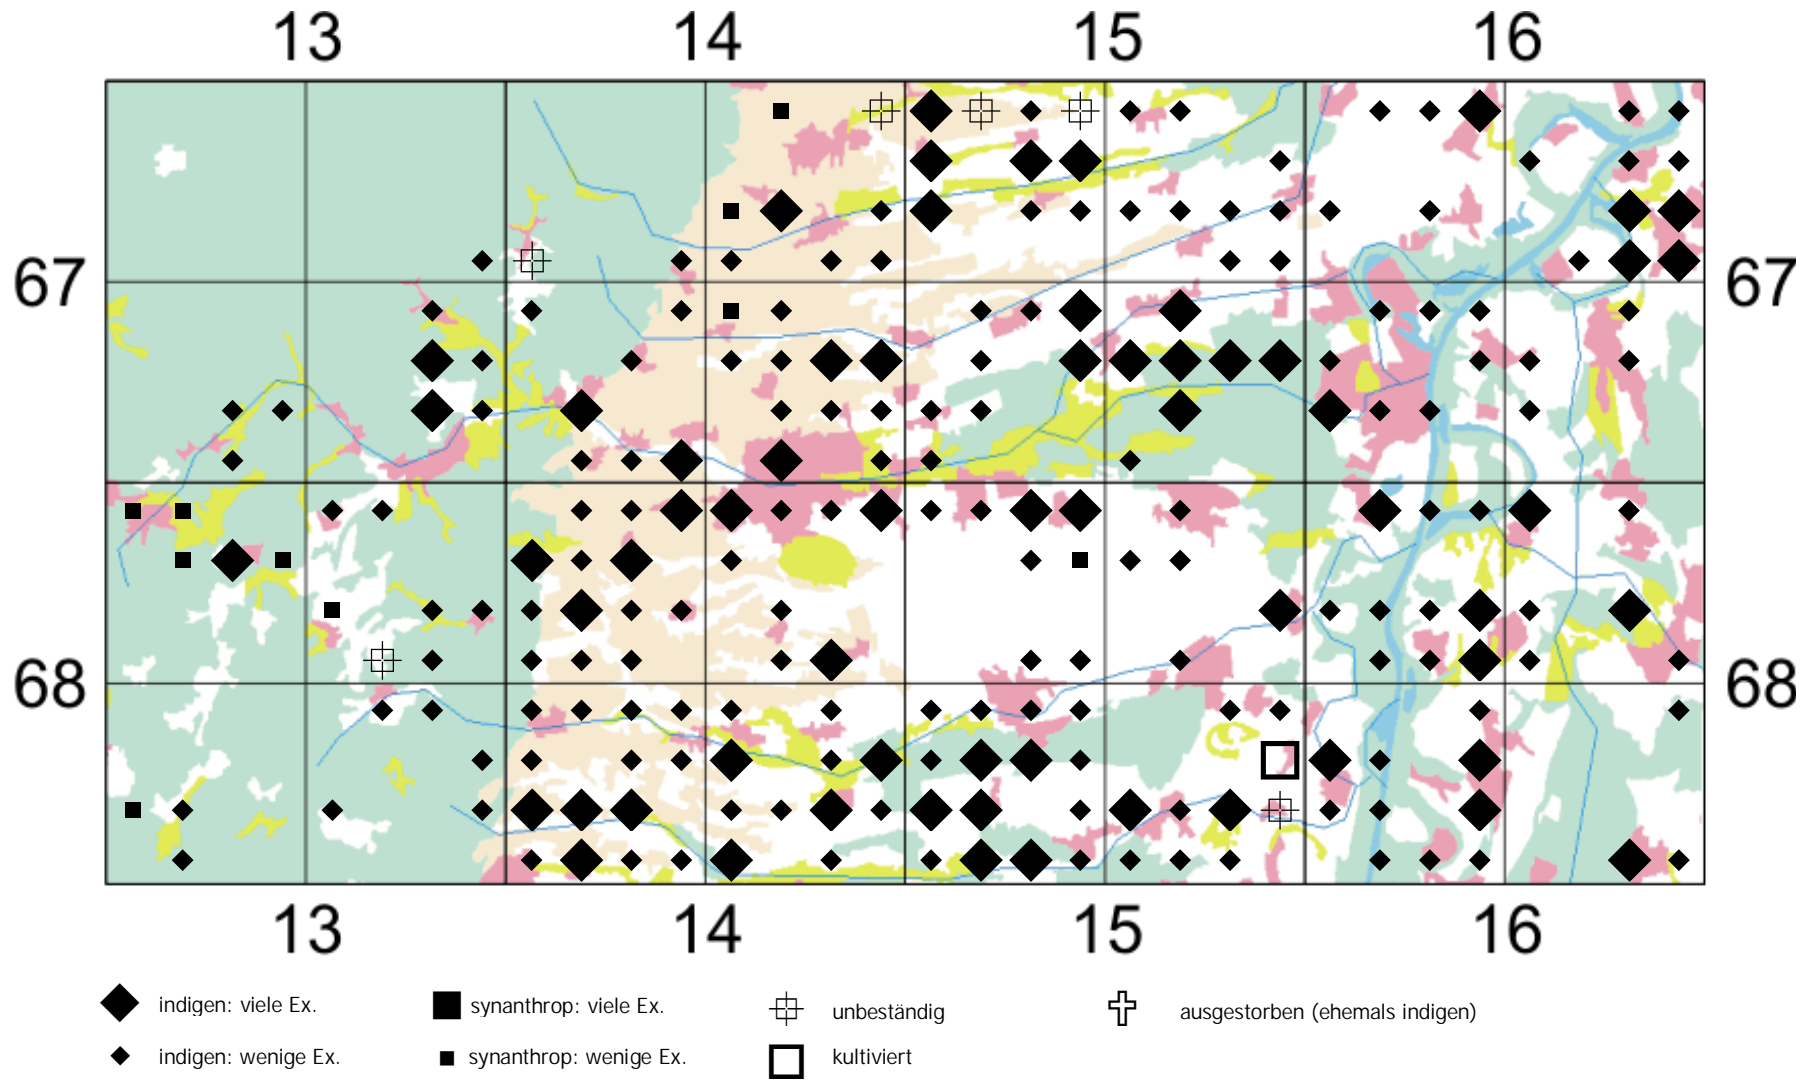 13 14 15 16
67 67
68 68
13 14 15 16
indigen: viele Ex. synanthrop: viele Ex. unbeständig ausgestorben (ehemals indigen)
indigen: wenige Ex. synanthrop: wenige Ex. kultiviert